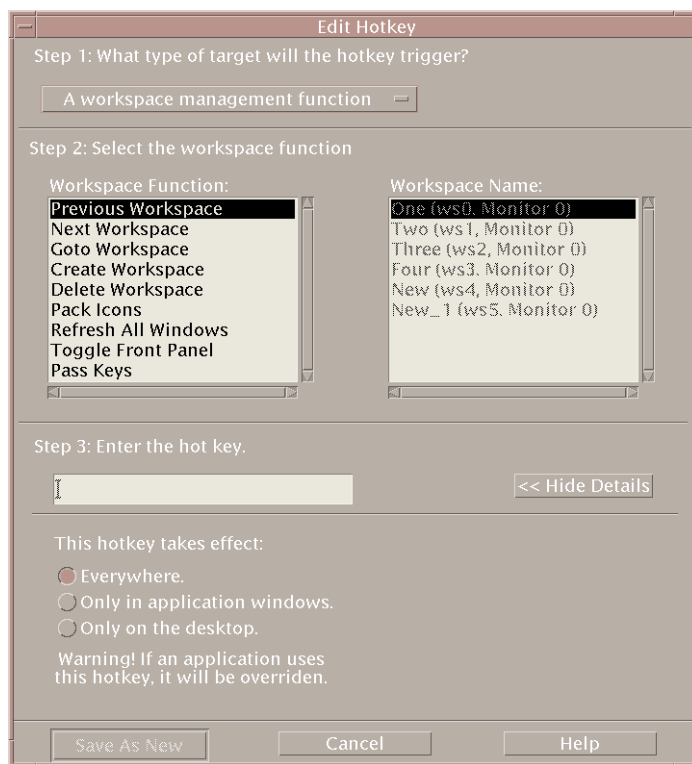 Edit Hotkey
Step 1: What type of target will the hotkey trigger?
A workspace management function
Step 2: Select the workspace function
Workspace Function:
Previous Workspace
Next Workspace
Goto Workspace
Create Workspace
Delete Workspace
Pack Icons
Refresh All Windows
Toggle Front Panel
Pass Keys
Workspace Name:
One (ws0, Monitor 0)
Two (ws1, Monitor 0)
Three (ws2, Monitor 0)
Four (ws3, Monitor 0)
New (ws4, Monitor 0)
New_1 (ws5, Monitor 0)
Step 3: Enter the hot key.
<< Hide Details
This hotkey takes effect:
Everywhere.
Only in application windows.
Only on the desktop.
Warning! If an application uses
this hotkey, it will be overriden.
Save As New
Cancel
Help